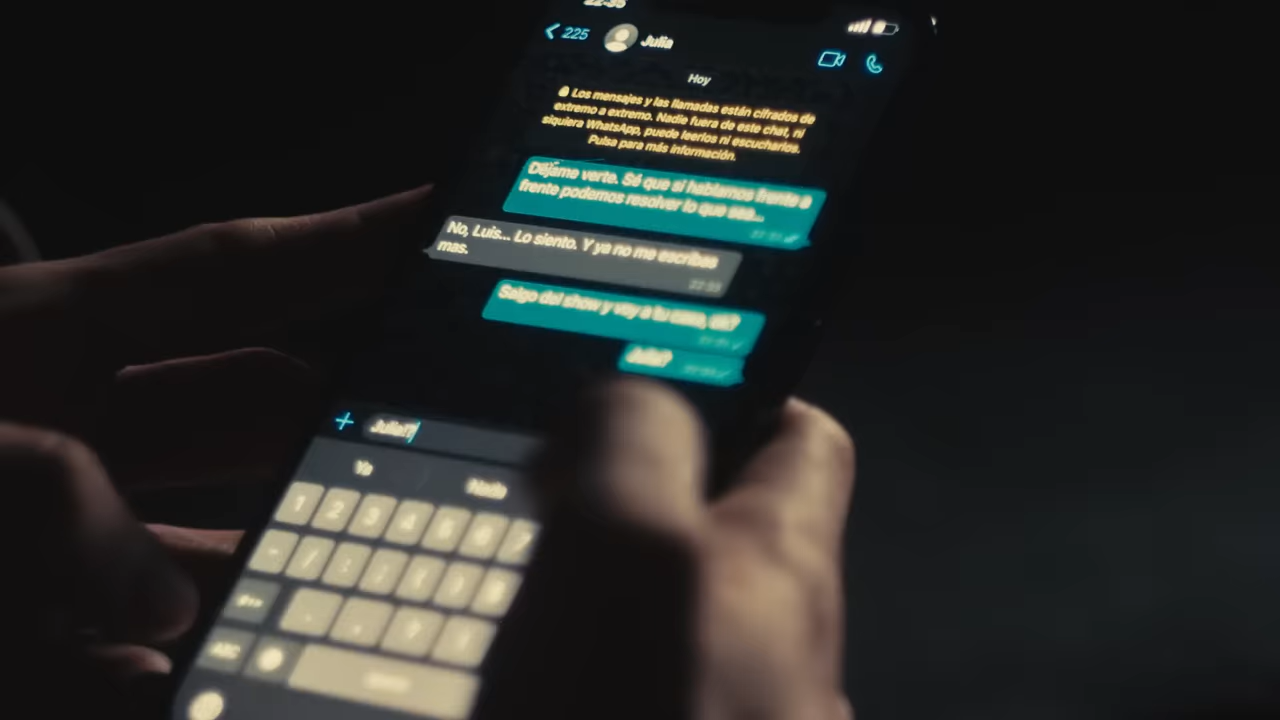 22:35
225
Julia
Hoy
Los mensajes y las llamadas están cifrados de
extremo a extremo. Nadie fuera de este chat, ni
siquiera WhatsApp, puede leerlos ni escucharlos.
Pulsa para más información.
Déjame verte. Sé que si hablamos frente a
frente podemos resolver lo que sea...
No, Luis... Lo siento. Y ya no me escribas
mas.
22:33
Salgo del show y voy a tu casa, ok?
Julia?
Julia!?
Ya
Nada
1 2 3 4 5 6 7
ABC